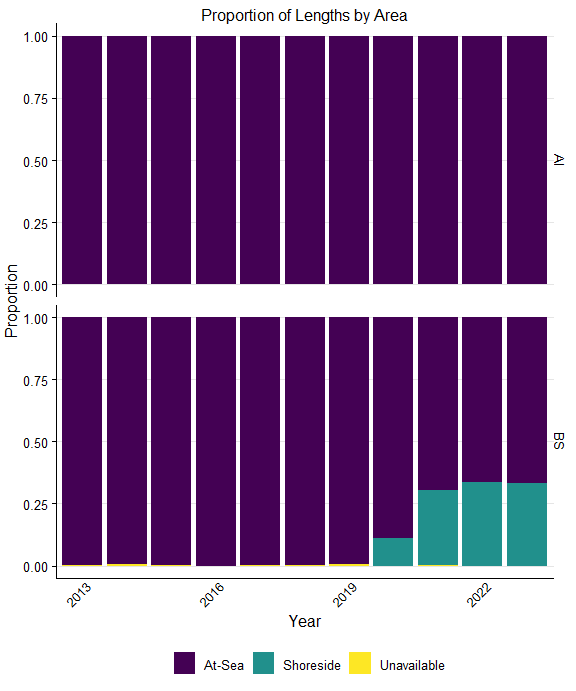 Proportion of Lengths by Area
1.00
0.75
0.50
0.25
0.00
AI
Proportion
1.00
0.75
0.50
0.25
0.00
BS
2013
2016
2019
2022
Year
At-Sea
Shoreside
Unavailable